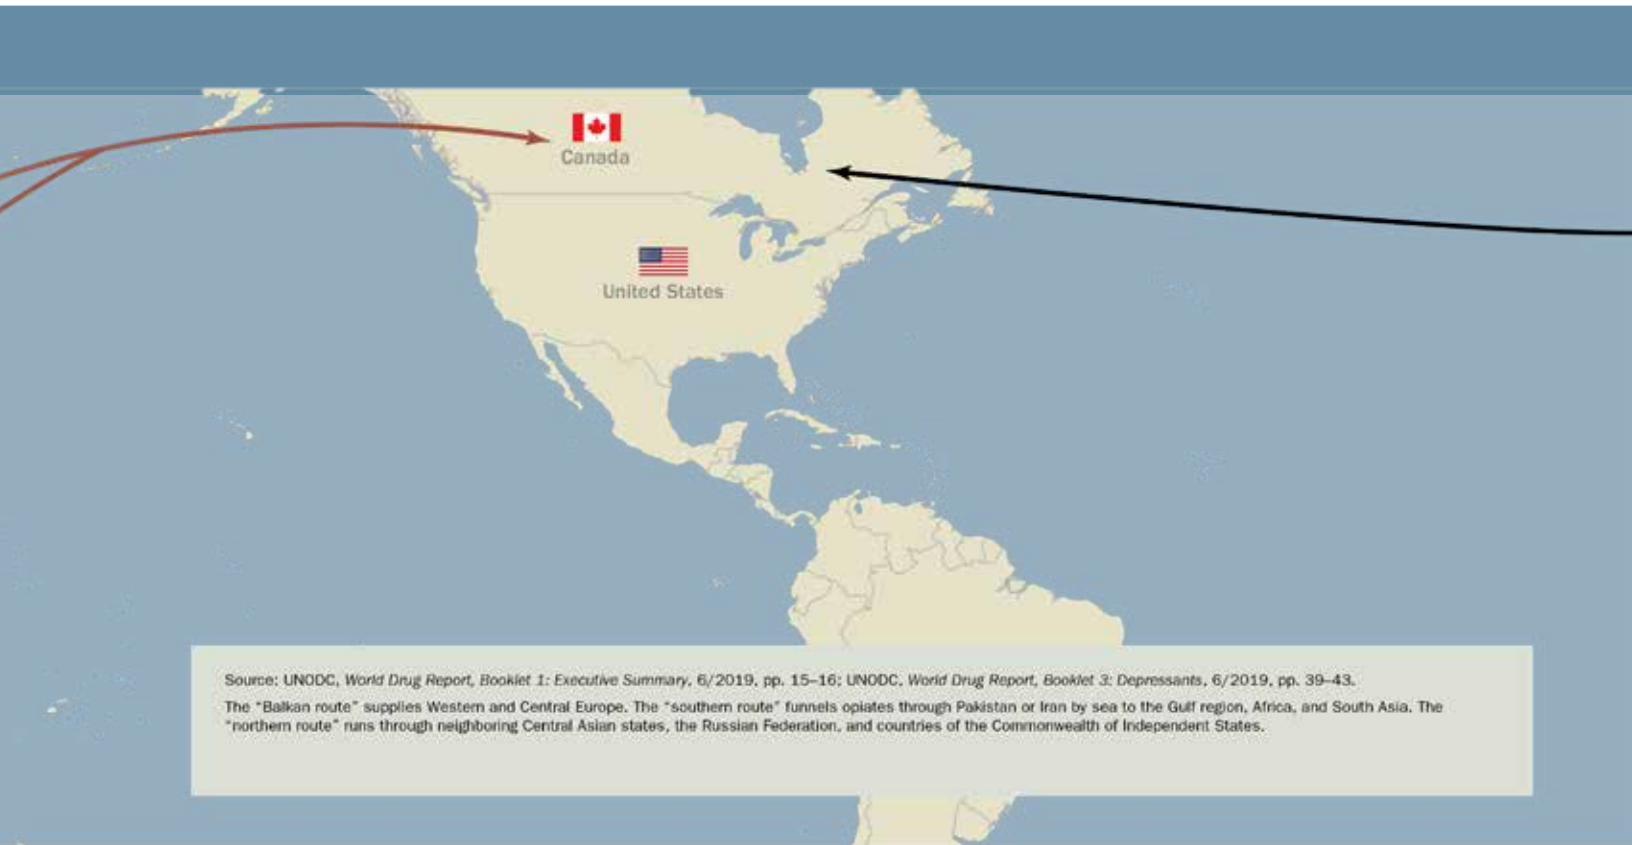 Canada
United States
Source: UNODC, World Drug Report, Booklet 1: Executive Summary, 6/2019, pp. 15–16; UNODC, World Drug Report, Booklet 3: Depressants, 6/2019, pp. 39–43.
The “Balkan route” supplies Western and Central Europe. The “southern route” funnels opiates through Pakistan or Iran by sea to the Gulf region, Africa, and South Asia. The
“northern route” runs through neighboring Central Asian states, the Russian Federation, and countries of the Commonwealth of Independent States.